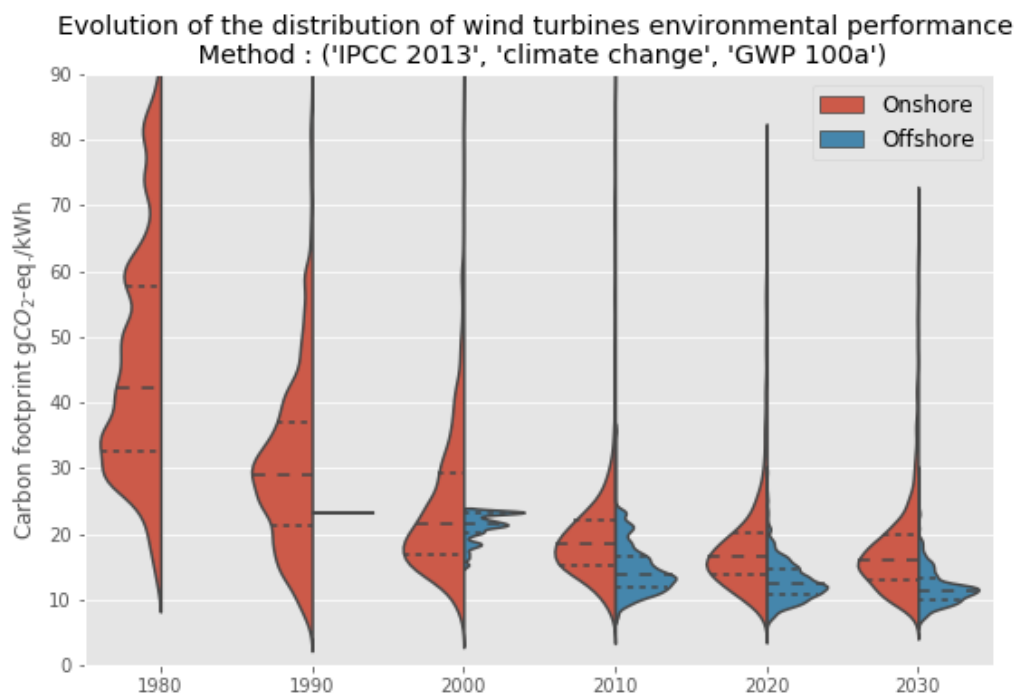 Evolution of the distribution of wind turbines environmental performance
Method : ('IPCC 2013', 'climate change', 'GWP 100a')
Onshore
Offshore
Carbon footprint gCO₂-eq./kWh
90
80
70
60
50
40
30
20
10
0
1980 1990 2000 2010 2020 2030